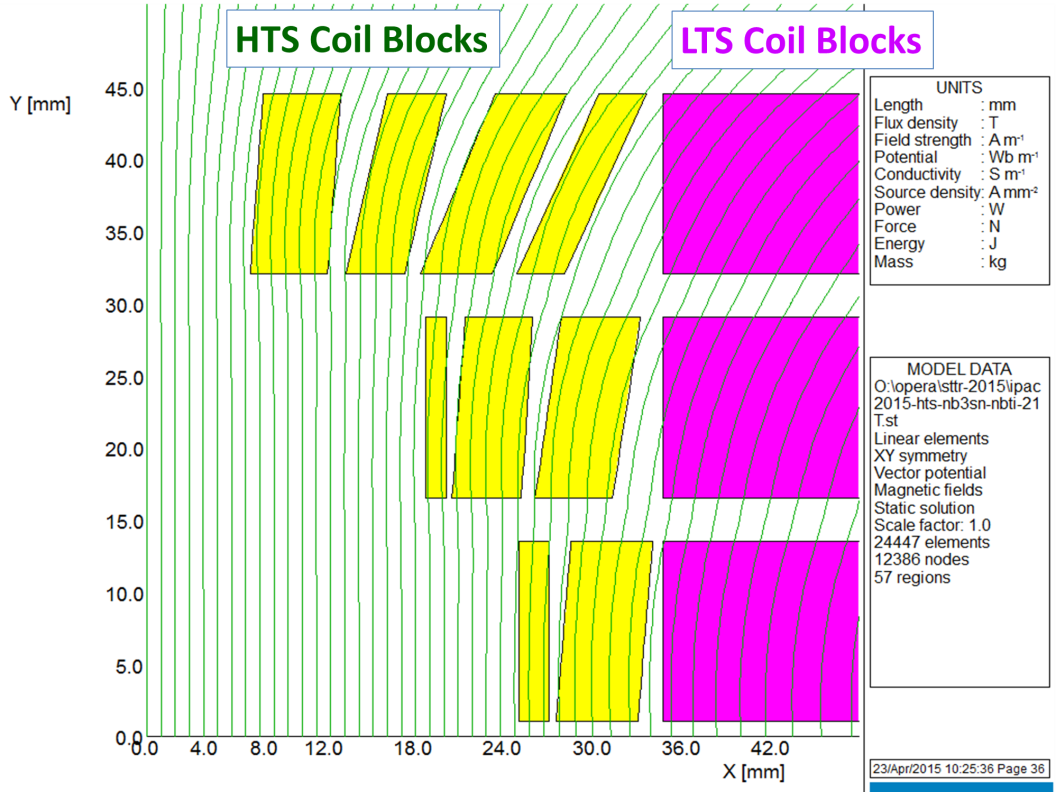 HTS Coil Blocks
LTS Coil Blocks
Y [mm]
45.0
40.0
35.0
30.0
25.0
20.0
15.0
10.0
5.0
0.0
0.0 4.0 8.0 12.0 18.0 24.0 30.0 36.0 42.0
X [mm]
UNITS
Length : mm
Flux density : T
Field strength : A m⁻¹
Potential : Wb m⁻¹
Conductivity : S m⁻¹
Source density: A mm⁻²
Power : W
Force : N
Energy : J
Mass : kg
MODEL DATA
O:\opera\sttr-2015\ipac
2015-hts-nb3sn-nbti-21
T.st
Linear elements
XY symmetry
Vector potential
Magnetic fields
Static solution
Scale factor: 1.0
24447 elements
12386 nodes
57 regions
23/Apr/2015 10:25:36 Page 36